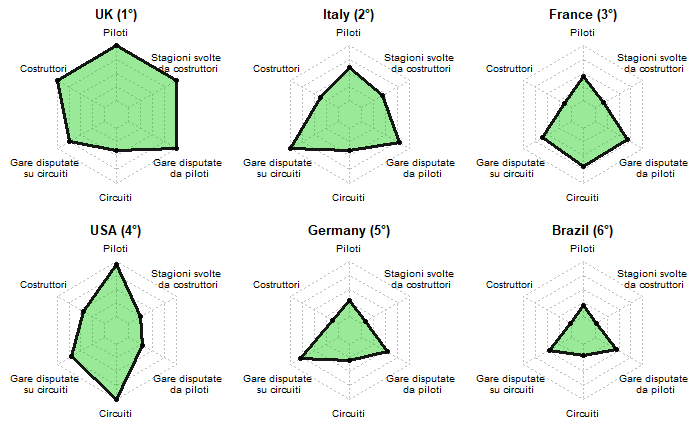 UK (1°)
Piloti
Costruttori
Stagioni svolte
da costruttori
Gare disputate
su circuiti
Gare disputate
da piloti
Circuiti
Italy (2°)
Piloti
Costruttori
Stagioni svolte
da costruttori
Gare disputate
su circuiti
Gare disputate
da piloti
Circuiti
France (3°)
Piloti
Costruttori
Stagioni svolte
da costruttori
Gare disputate
su circuiti
Gare disputate
da piloti
Circuiti
USA (4°)
Piloti
Costruttori
Stagioni svolte
da costruttori
Gare disputate
su circuiti
Gare disputate
da piloti
Circuiti
Germany (5°)
Piloti
Costruttori
Stagioni svolte
da costruttori
Gare disputate
su circuiti
Gare disputate
da piloti
Circuiti
Brazil (6°)
Piloti
Costruttori
Stagioni svolte
da costruttori
Gare disputate
su circuiti
Gare disputate
da piloti
Circuiti